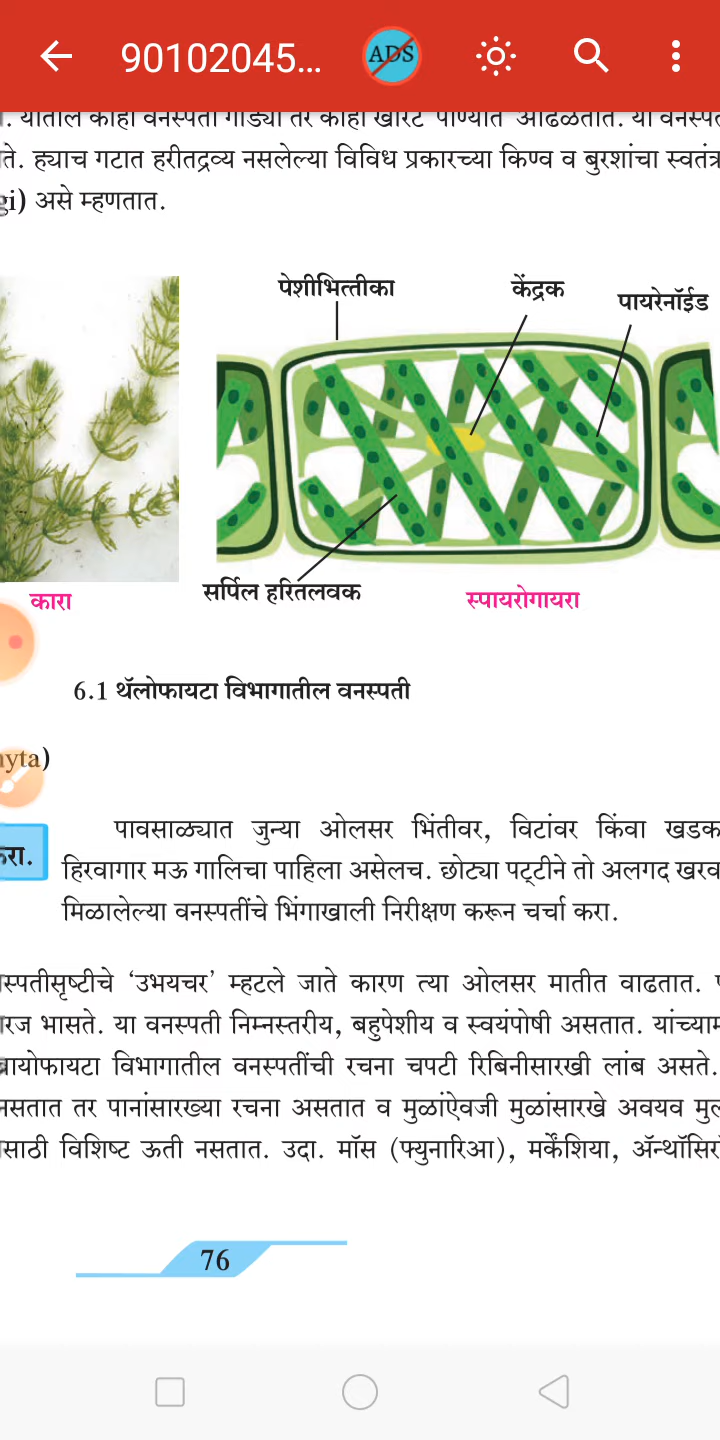 90102045...
ADS
. यातील काही वनस्पती गोड्या तर काही खारट पाण्यात आढळतात. या वनस्पत
ते. ह्याच गटात हरीतद्रव्य नसलेल्या विविध प्रकारच्या किण्व व बुरशांचा स्वतंत्र
gi) असे म्हणतात.
पेशीभित्तीका
केंद्रक
पायरेनॉईड
सर्पिल हरितलवक
कारा
स्पायरोगायरा
6.1 थॅलोफायटा विभागातील वनस्पती
yta)
करा.
पावसाळ्यात जुन्या ओलसर भिंतीवर, विटांवर किंवा खडक
हिरवागार मऊ गालिचा पाहिला असेलच. छोट्या पट्टीने तो अलगद खरव
मिळालेल्या वनस्पतींचे भिंगाखाली निरीक्षण करून चर्चा करा.
स्पतीसृष्टीचे ‘उभयचर’ म्हटले जाते कारण त्या ओलसर मातीत वाढतात. प
रज भासते. या वनस्पती निम्नस्तरीय, बहुपेशीय व स्वयंपोषी असतात. यांच्याम
ब्रायोफायटा विभागातील वनस्पतींची रचना चपटी रिबिनीसारखी लांब असते.
नसतात तर पानांसारख्या रचना असतात व मुळांऐवजी मुळांसारखे अवयव मुल
साठी विशिष्ट ऊती नसतात. उदा. मॉस (फ्युनारिआ), मर्केंशिया, ॲन्थॉसिरॉ
76